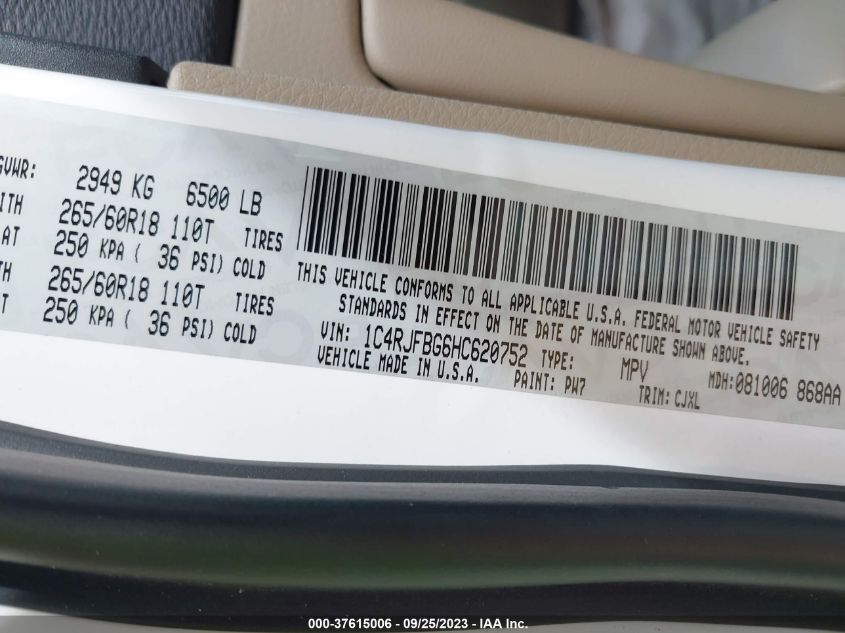 GVWR: 2949 KG 6500 LB
ITH 265/60R18 110T TIRES
AT 250 KPA ( 36 PSI) COLD
TH 265/60R18 110T TIRES
T 250 KPA ( 36 PSI) COLD
THIS VEHICLE CONFORMS TO ALL APPLICABLE U.S.A. FEDERAL MOTOR VEHICLE SAFETY
STANDARDS IN EFFECT ON THE DATE OF MANUFACTURE SHOWN ABOVE.
VIN: 1C4RJFBG6HC620752 TYPE: MPV MDH:081006 868AA
VEHICLE MADE IN U.S.A. PAINT: PW7 TRIM: CJXL
000-37615006 - 09/25/2023 - IAA Inc.